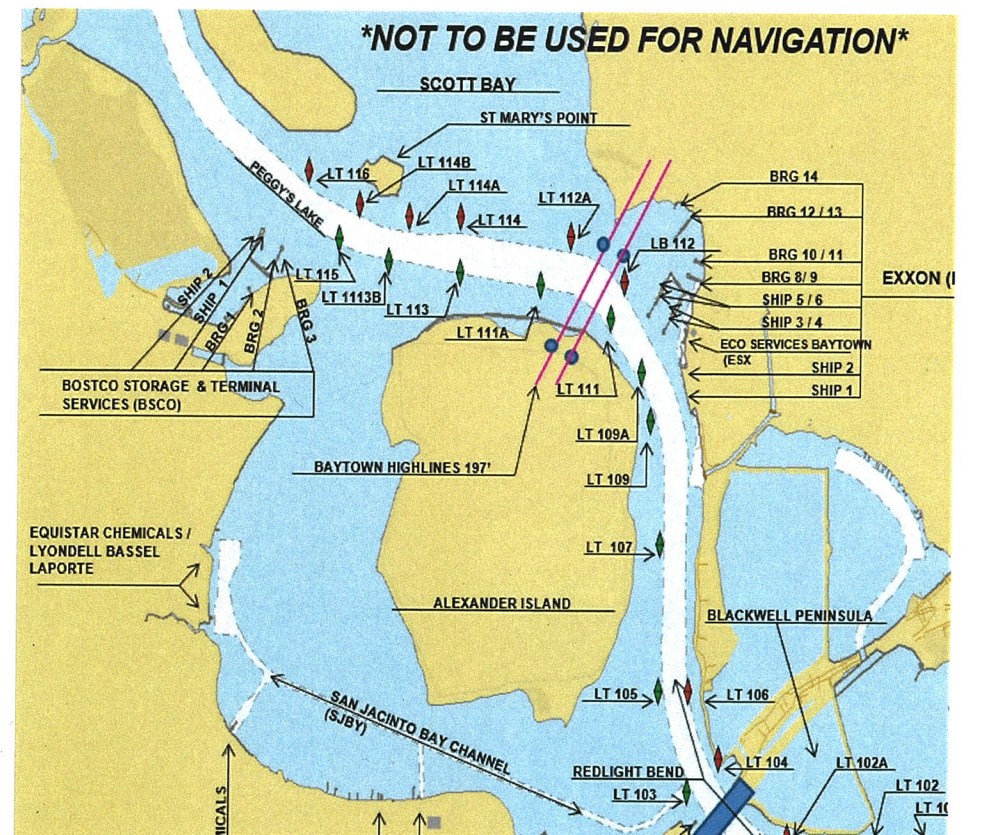 *NOT TO BE USED FOR NAVIGATION*
SCOTT BAY
ST MARY'S POINT
LT 116
LT 114B
LT 114A
LT 114
LT 112A
LB 112
PEGGY'S LAKE
BRG 14
BRG 12 / 13
BRG 10 / 11
BRG 8/ 9
SHIP 5 / 6
SHIP 3 / 4
EXXON (
ECO SERVICES BAYTOWN
(ESX
SHIP 2
SHIP 1
LT 115
LT 1113B
LT 113
LT 111A
LT 111
SHIP 2
SHIP 1
BRG 1
BRG 2
BRG 3
BOSTCO STORAGE & TERMINAL
SERVICES (BSCO)
LT 109A
LT 109
BAYTOWN HIGHLINES 197'
EQUISTAR CHEMICALS /
LYONDELL BASSEL
LAPORTE
LT 107
ALEXANDER ISLAND
BLACKWELL PENINSULA
LT 105
LT 106
SAN JACINTO BAY CHANNEL
(SJBY)
LT 104
REDLIGHT BEND
LT 103
LT 102A
LT 102
LT 10
MICALS